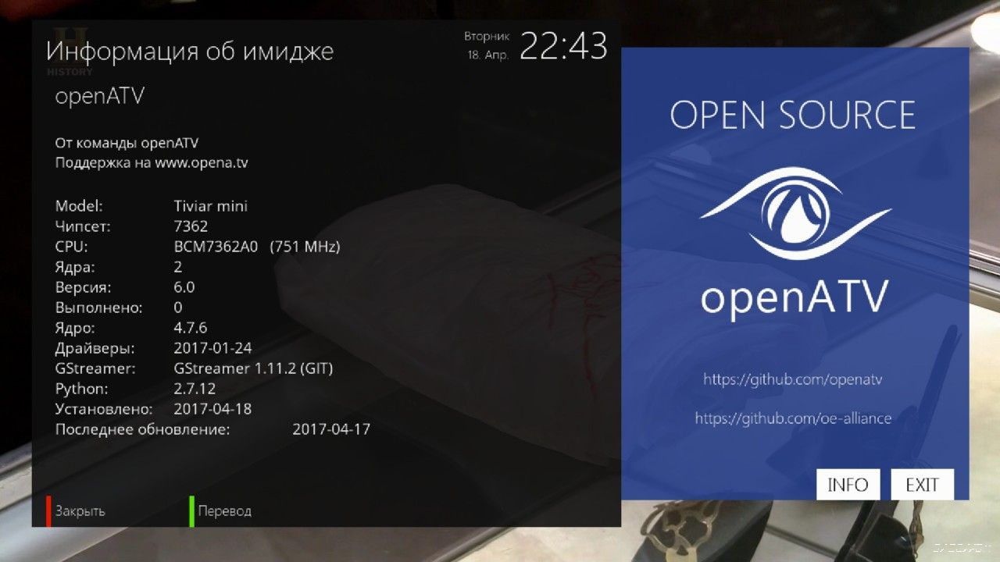 Информация об имидже
HISTORY
Вторник
18. Апр.
22:43
openATV
От команды openATV
Поддержка на www.opena.tv
Model: Tiviar mini
Чипсет: 7362
CPU: BCM7362A0 (751 MHz)
Ядра: 2
Версия: 6.0
Выполнено: 0
Ядро: 4.7.6
Драйверы: 2017-01-24
GStreamer: GStreamer 1.11.2 (GIT)
Python: 2.7.12
Установлено: 2017-04-18
Последнее обновление: 2017-04-17
Закрыть
Перевод
OPEN SOURCE
openATV
https://github.com/openatv
https://github.com/oe-alliance
INFO
EXIT